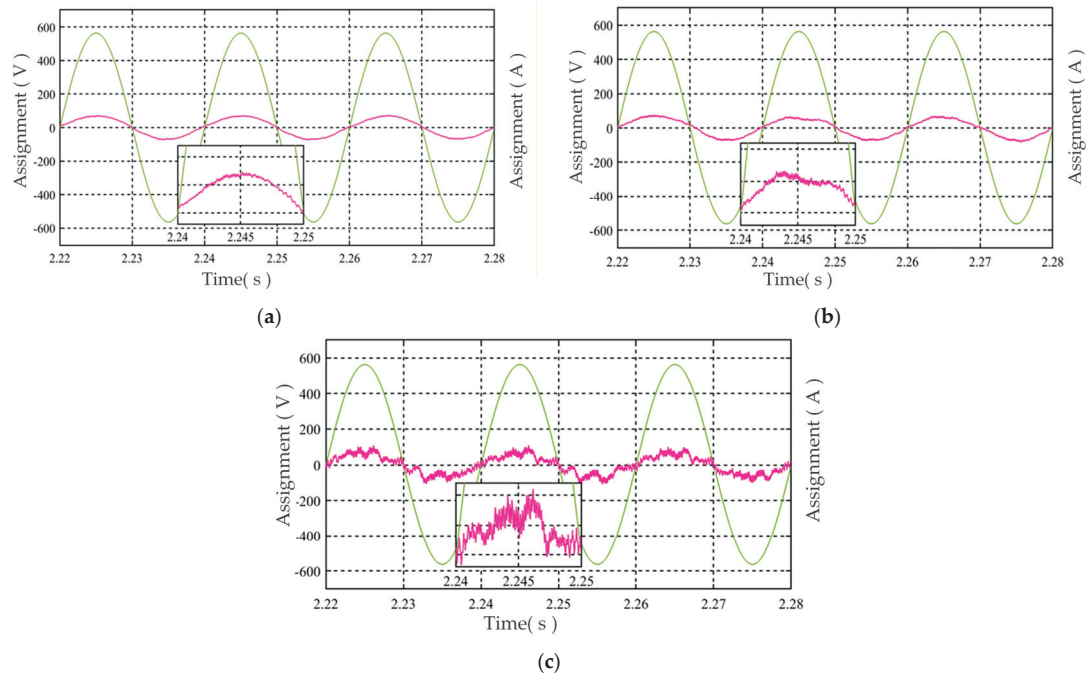 Assignment ( V )
600
400
200
0
-200
-400
-600
2.24 2.245 2.25
2.22 2.23 2.24 2.25 2.26 2.27 2.28
Time( s )
Assignment ( A )
(a)
Assignment ( V )
600
400
200
0
-200
-400
-600
2.24 2.245 2.25
2.22 2.23 2.24 2.25 2.26 2.27 2.28
Time( s )
Assignment ( A )
(b)
Assignment ( V )
600
400
200
0
-200
-400
-600
2.24 2.245 2.25
2.22 2.23 2.24 2.25 2.26 2.27 2.28
Time( s )
Assignment ( A )
(c)